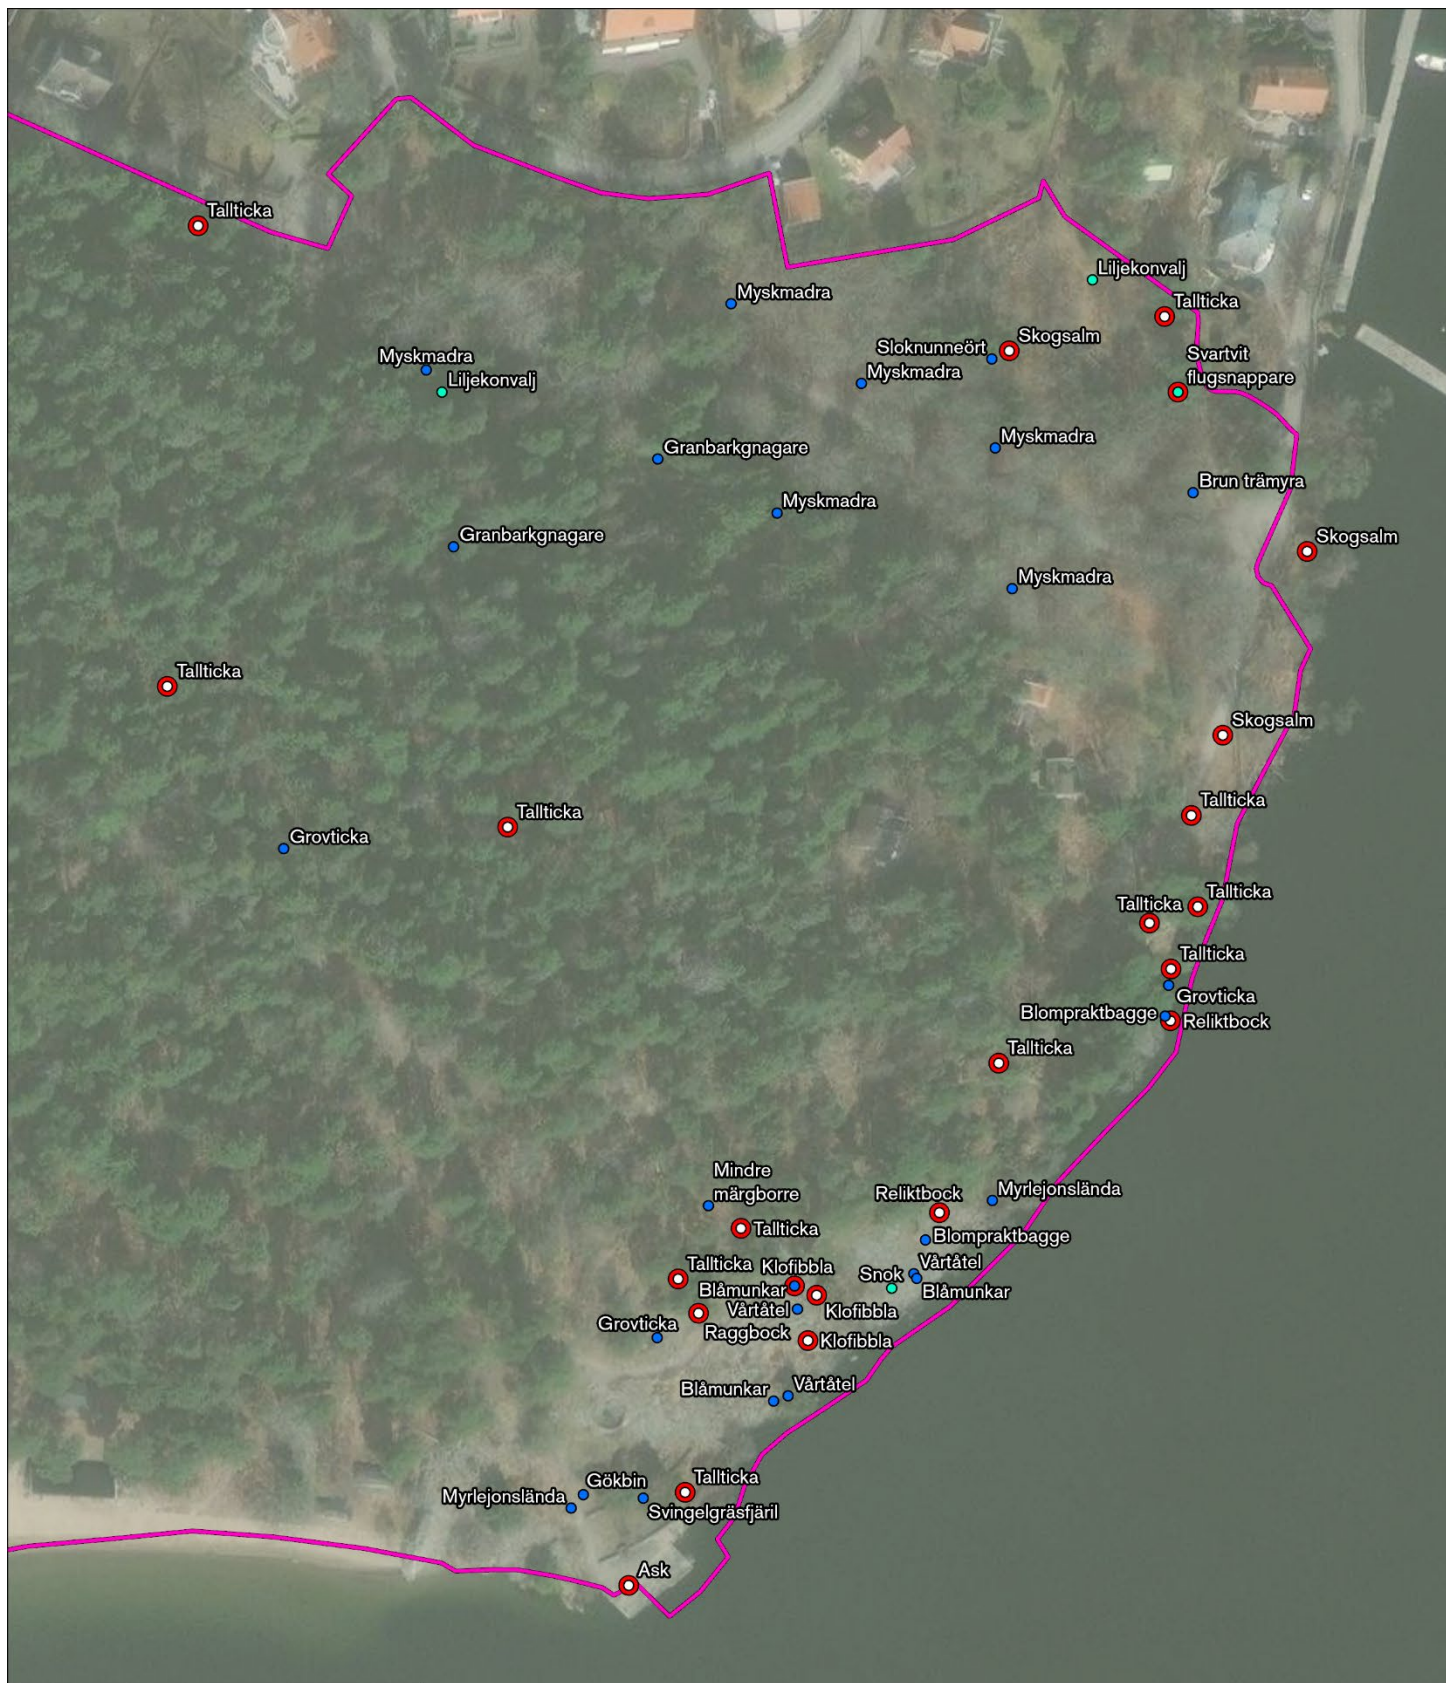 Tallticka
Liljekonvalj
Myskmadra
Tallticka
Skogsalm
Sloknunneört
Svartvit
flugsnappare
Myskmadra
Myskmadra
Liljekonvalj
Myskmadra
Granbarkgnagare
Brun trämyra
Myskmadra
Granbarkgnagare
Skogsalm
Myskmadra
Tallticka
Skogsalm
Tallticka
Tallticka
Grovticka
Tallticka
Tallticka
Tallticka
Grovticka
Blompraktbagge
Reliktbock
Tallticka
Mindre
märgborre
Reliktbock
Myrlejonslända
Tallticka
Blompraktbagge
Tallticka
Klofibbla
Vårtåtel
Snok
Blåmunkar
Blåmunkar
Vårtåtel
Klofibbla
Grovticka
Raggbock
Klofibbla
Blåmunkar
Vårtåtel
Tallticka
Gökbin
Myrlejonslända
Svingelgräsfjäril
Ask